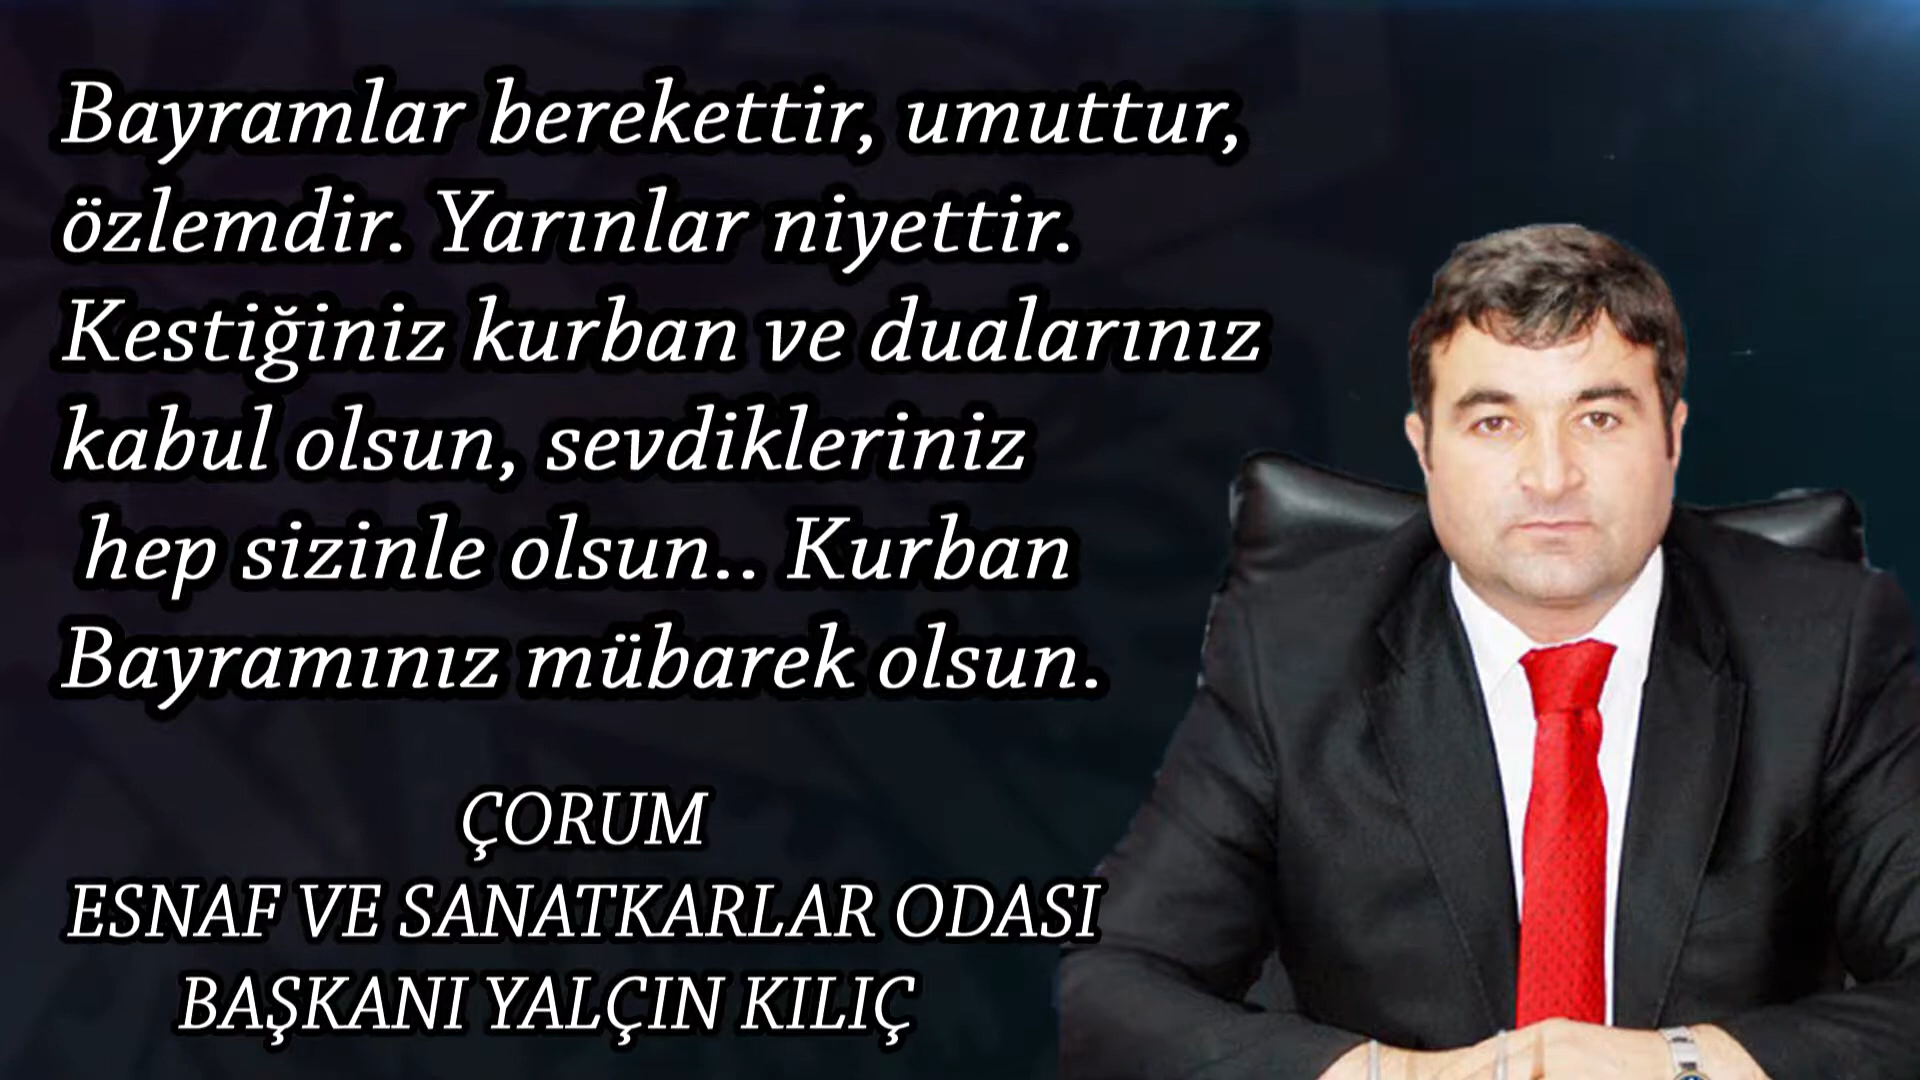 Bayramlar berekettir, umuttur,
özlemdir. Yarınlar niyettir.
Kestiğiniz kurban ve dualarınız
kabul olsun, sevdikleriniz
hep sizinle olsun.. Kurban
Bayramınız mübarek olsun.
ÇORUM
ESNAF VE SANATKARLAR ODASI
BAŞKANI YALÇIN KILIÇ